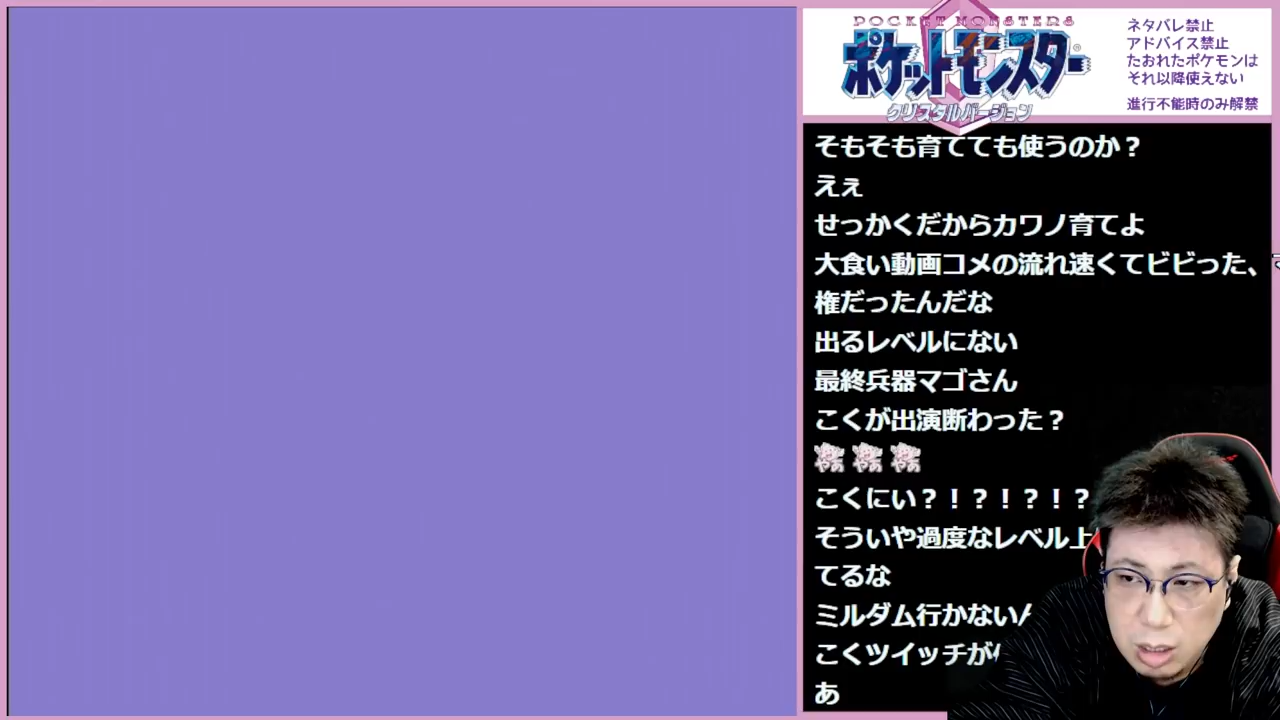 POCKET MONSTERS
ポケットモンスター
クリスタルバージョン
ネタバレ禁止
アドバイス禁止
たおれたポケモンは
それ以降使えない
進行不能時のみ解禁
そもそも育てても使うのか？
えぇ
せっかくだからカワノ育てよ
大食い動画コメの流れ速くてビビった、
権だったんだな
出るレベルにない
最終兵器マゴさん
こくが出演断わった？
こくにい？！？！？！？
そういや過度なレベル上
てるな
ミルダム行かない
こくツイッチが
あ